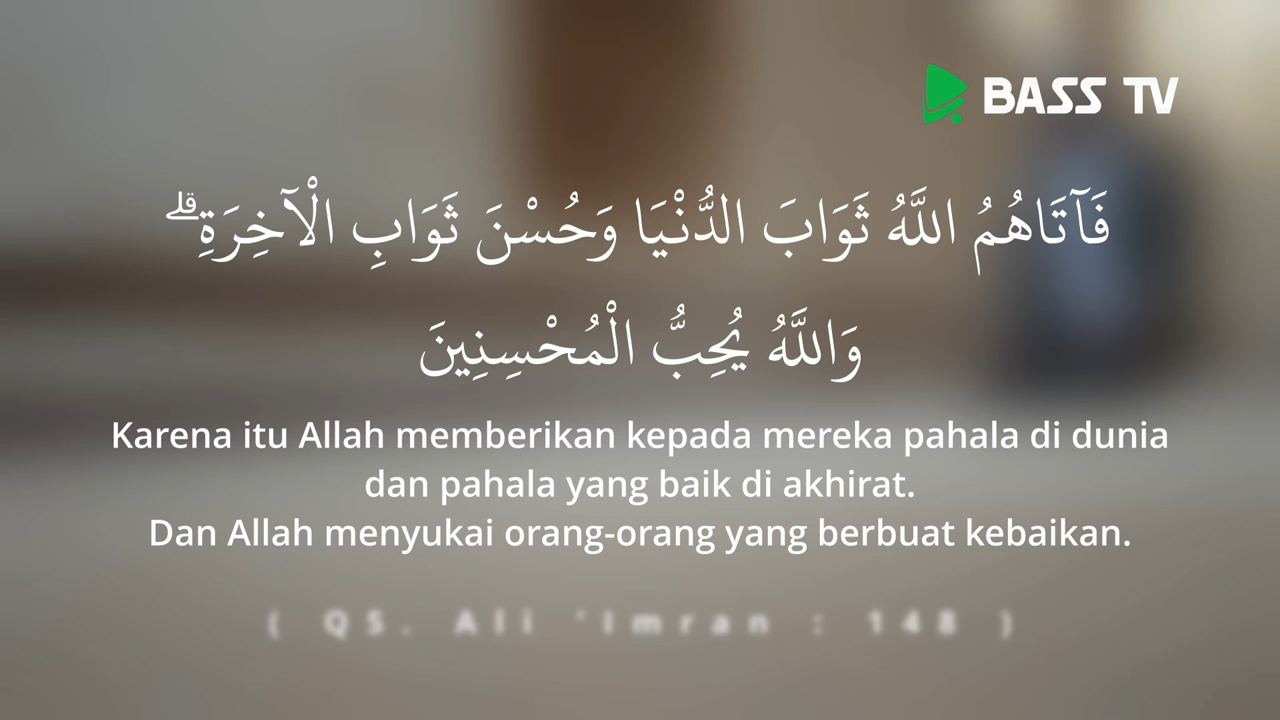 BASS TV
فَآتَاهُمُ اللَّهُ ثَوَابَ الدُّنْيَا وَحُسْنَ ثَوَابِ الْآخِرَةِ ۗ
وَاللَّهُ يُحِبُّ الْمُحْسِنِينَ
Karena itu Allah memberikan kepada mereka pahala di dunia
dan pahala yang baik di akhirat.
Dan Allah menyukai orang-orang yang berbuat kebaikan.
( QS. Ali 'Imran : 148 )